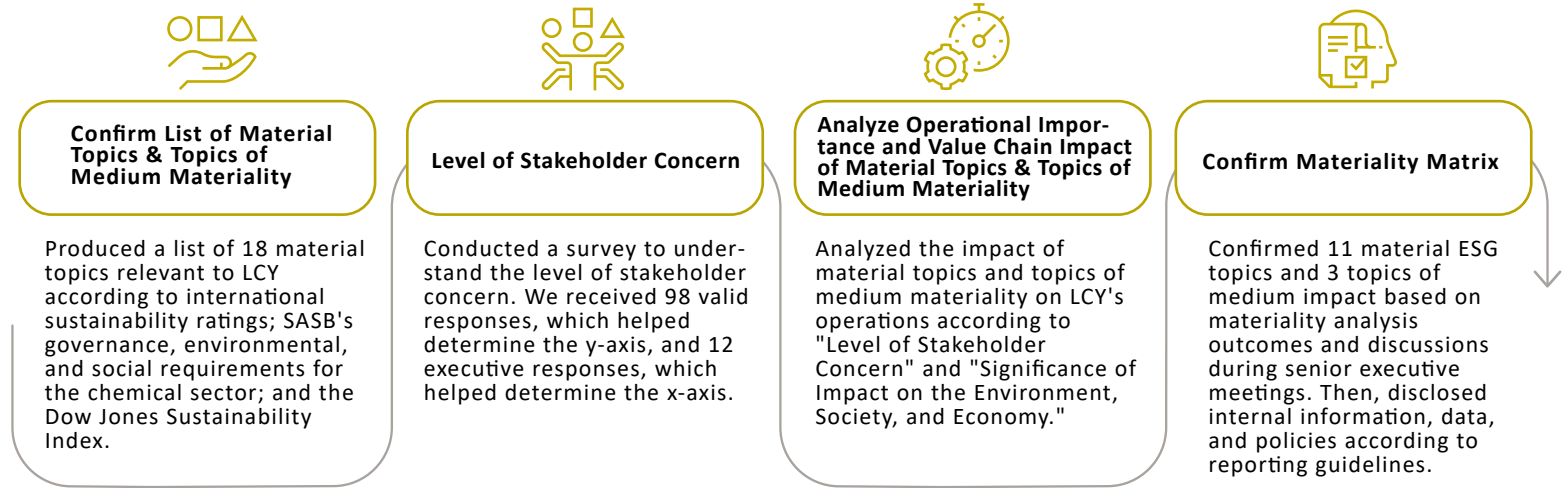 Confirm List of Material
Topics & Topics of
Medium Materiality
Produced a list of 18 material
topics relevant to LCY
according to international
sustainability ratings; SASB's
governance, environmental,
and social requirements for
the chemical sector; and the
Dow Jones Sustainability
Index.
Level of Stakeholder Concern
Conducted a survey to under-
stand the level of stakeholder
concern. We received 98 valid
responses, which helped
determine the y-axis, and 12
executive responses, which
helped determine the x-axis.
Analyze Operational Impor-
tance and Value Chain Impact
of Material Topics & Topics of
Medium Materiality
Analyzed the impact of
material topics and topics of
medium materiality on LCY's
operations according to
"Level of Stakeholder
Concern" and "Significance of
Impact on the Environment,
Society, and Economy."
Confirm Materiality Matrix
Confirmed 11 material ESG
topics and 3 topics of
medium impact based on
materiality analysis
outcomes and discussions
during senior executive
meetings. Then, disclosed
internal information, data,
and policies according to
reporting guidelines.